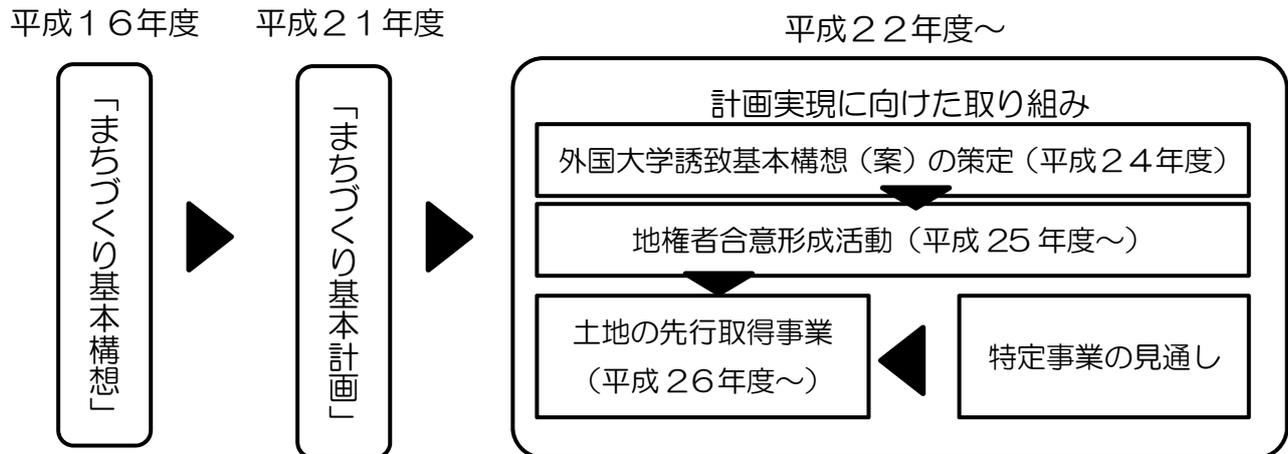 平成１６年度
平成２１年度
平成２２年度～
「まちづくり基本構想」
「まちづくり基本計画」
計画実現に向けた取り組み
外国大学誘致基本構想（案）の策定（平成２４年度）
地権者合意形成活動（平成 25 年度～）
土地の先行取得事業
（平成 26年度～）
特定事業の見通し